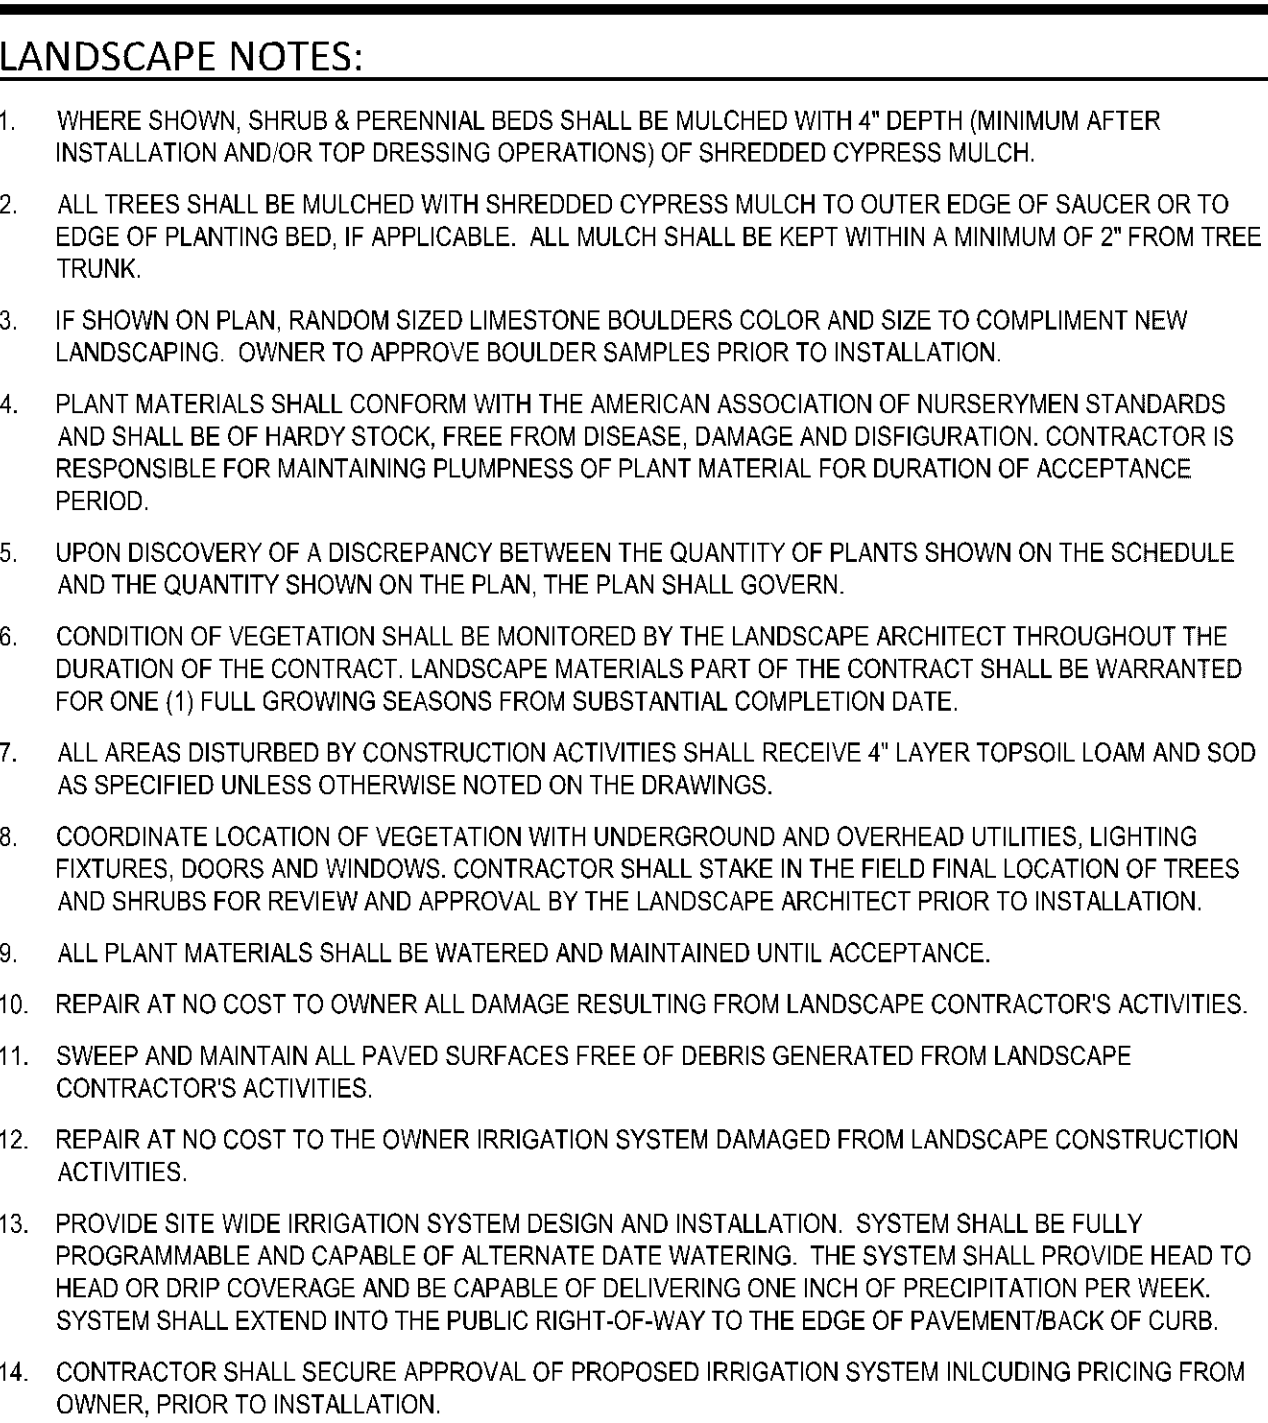 LANDSCAPE NOTES:
1. WHERE SHOWN, SHRUB & PERENNIAL BEDS SHALL BE MULCHED WITH 4" DEPTH (MINIMUM AFTER
INSTALLATION AND/OR TOP DRESSING OPERATIONS) OF SHREDDED CYPRESS MULCH.
2. ALL TREES SHALL BE MULCHED WITH SHREDDED CYPRESS MULCH TO OUTER EDGE OF SAUCER OR TO
EDGE OF PLANTING BED, IF APPLICABLE. ALL MULCH SHALL BE KEPT WITHIN A MINIMUM OF 2" FROM TREE
TRUNK.
3. IF SHOWN ON PLAN, RANDOM SIZED LIMESTONE BOULDERS COLOR AND SIZE TO COMPLIMENT NEW
LANDSCAPING. OWNER TO APPROVE BOULDER SAMPLES PRIOR TO INSTALLATION.
4. PLANT MATERIALS SHALL CONFORM WITH THE AMERICAN ASSOCIATION OF NURSERYMEN STANDARDS
AND SHALL BE OF HARDY STOCK, FREE FROM DISEASE, DAMAGE AND DISFIGURATION. CONTRACTOR IS
RESPONSIBLE FOR MAINTAINING PLUMPNESS OF PLANT MATERIAL FOR DURATION OF ACCEPTANCE
PERIOD.
5. UPON DISCOVERY OF A DISCREPANCY BETWEEN THE QUANTITY OF PLANTS SHOWN ON THE SCHEDULE
AND THE QUANTITY SHOWN ON THE PLAN, THE PLAN SHALL GOVERN.
6. CONDITION OF VEGETATION SHALL BE MONITORED BY THE LANDSCAPE ARCHITECT THROUGHOUT THE
DURATION OF THE CONTRACT. LANDSCAPE MATERIALS PART OF THE CONTRACT SHALL BE WARRANTED
FOR ONE (1) FULL GROWING SEASONS FROM SUBSTANTIAL COMPLETION DATE.
7. ALL AREAS DISTURBED BY CONSTRUCTION ACTIVITIES SHALL RECEIVE 4" LAYER TOPSOIL LOAM AND SOD
AS SPECIFIED UNLESS OTHERWISE NOTED ON THE DRAWINGS.
8. COORDINATE LOCATION OF VEGETATION WITH UNDERGROUND AND OVERHEAD UTILITIES, LIGHTING
FIXTURES, DOORS AND WINDOWS. CONTRACTOR SHALL STAKE IN THE FIELD FINAL LOCATION OF TREES
AND SHRUBS FOR REVIEW AND APPROVAL BY THE LANDSCAPE ARCHITECT PRIOR TO INSTALLATION.
9. ALL PLANT MATERIALS SHALL BE WATERED AND MAINTAINED UNTIL ACCEPTANCE.
10. REPAIR AT NO COST TO OWNER ALL DAMAGE RESULTING FROM LANDSCAPE CONTRACTOR'S ACTIVITIES.
11. SWEEP AND MAINTAIN ALL PAVED SURFACES FREE OF DEBRIS GENERATED FROM LANDSCAPE
CONTRACTOR'S ACTIVITIES.
12. REPAIR AT NO COST TO THE OWNER IRRIGATION SYSTEM DAMAGED FROM LANDSCAPE CONSTRUCTION
ACTIVITIES.
13. PROVIDE SITE WIDE IRRIGATION SYSTEM DESIGN AND INSTALLATION. SYSTEM SHALL BE FULLY
PROGRAMMABLE AND CAPABLE OF ALTERNATE DATE WATERING. THE SYSTEM SHALL PROVIDE HEAD TO
HEAD OR DRIP COVERAGE AND BE CAPABLE OF DELIVERING ONE INCH OF PRECIPITATION PER WEEK.
SYSTEM SHALL EXTEND INTO THE PUBLIC RIGHT-OF-WAY TO THE EDGE OF PAVEMENT/BACK OF CURB.
14. CONTRACTOR SHALL SECURE APPROVAL OF PROPOSED IRRIGATION SYSTEM INLCUDING PRICING FROM
OWNER, PRIOR TO INSTALLATION.